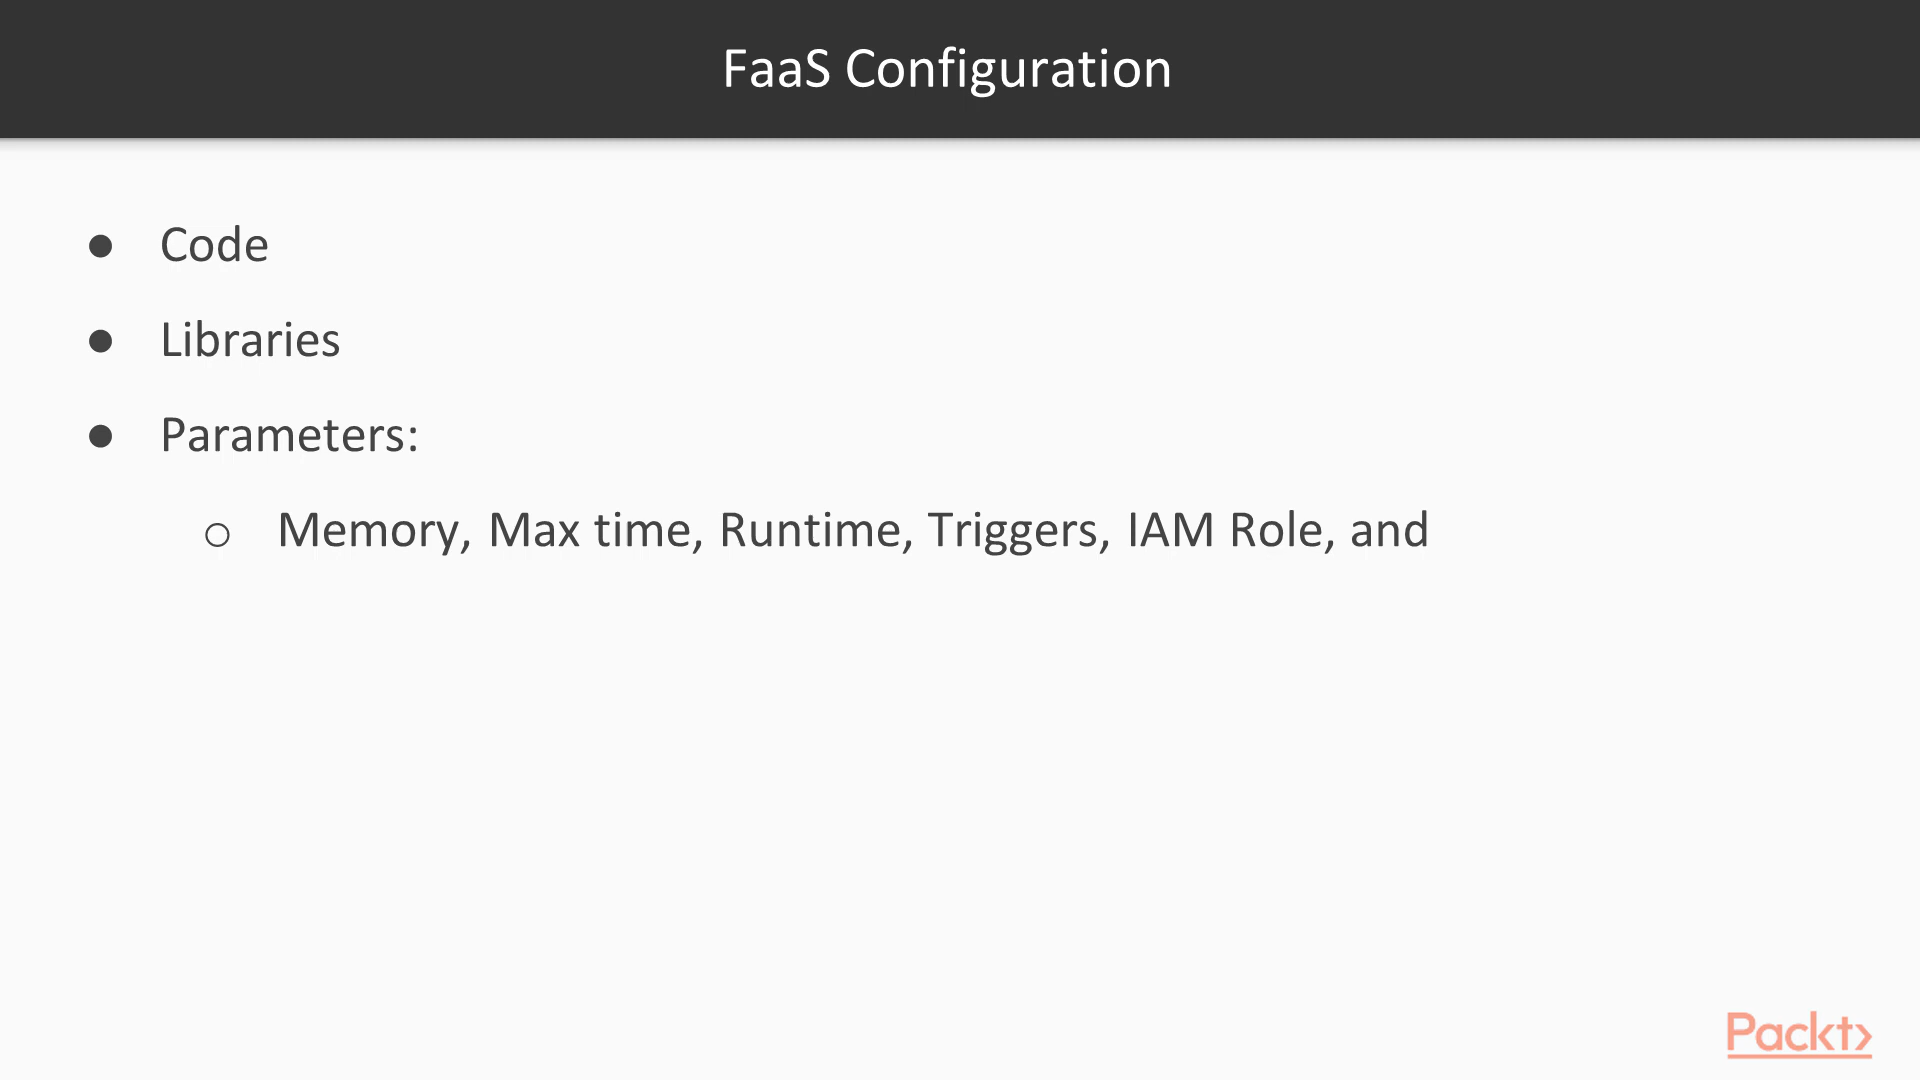 FaaS Configuration
● Code
● Libraries
● Parameters:
○ Memory, Max time, Runtime, Triggers, IAM Role, and
Packt>